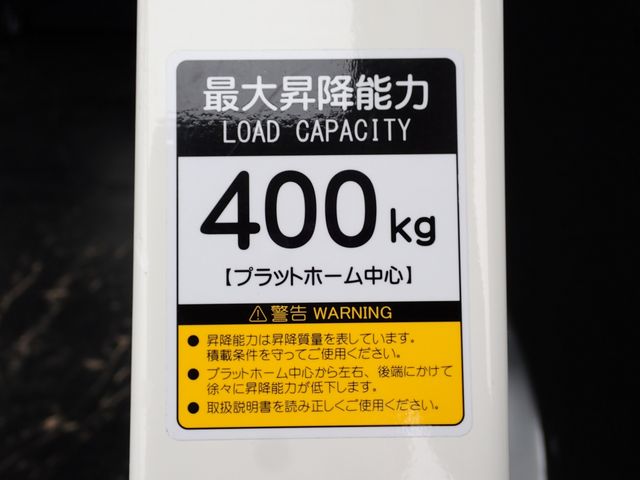 最大昇降能力
LOAD CAPACITY
400kg
【プラットホーム中心】
⚠警告 WARNING
● 昇降能力は昇降質量を表しています。
積載条件を守ってご使用ください。
● プラットホーム中心から左右、後端にかけて
徐々に昇降能力が低下します。
● 取扱説明書を読み正しくご使用ください。